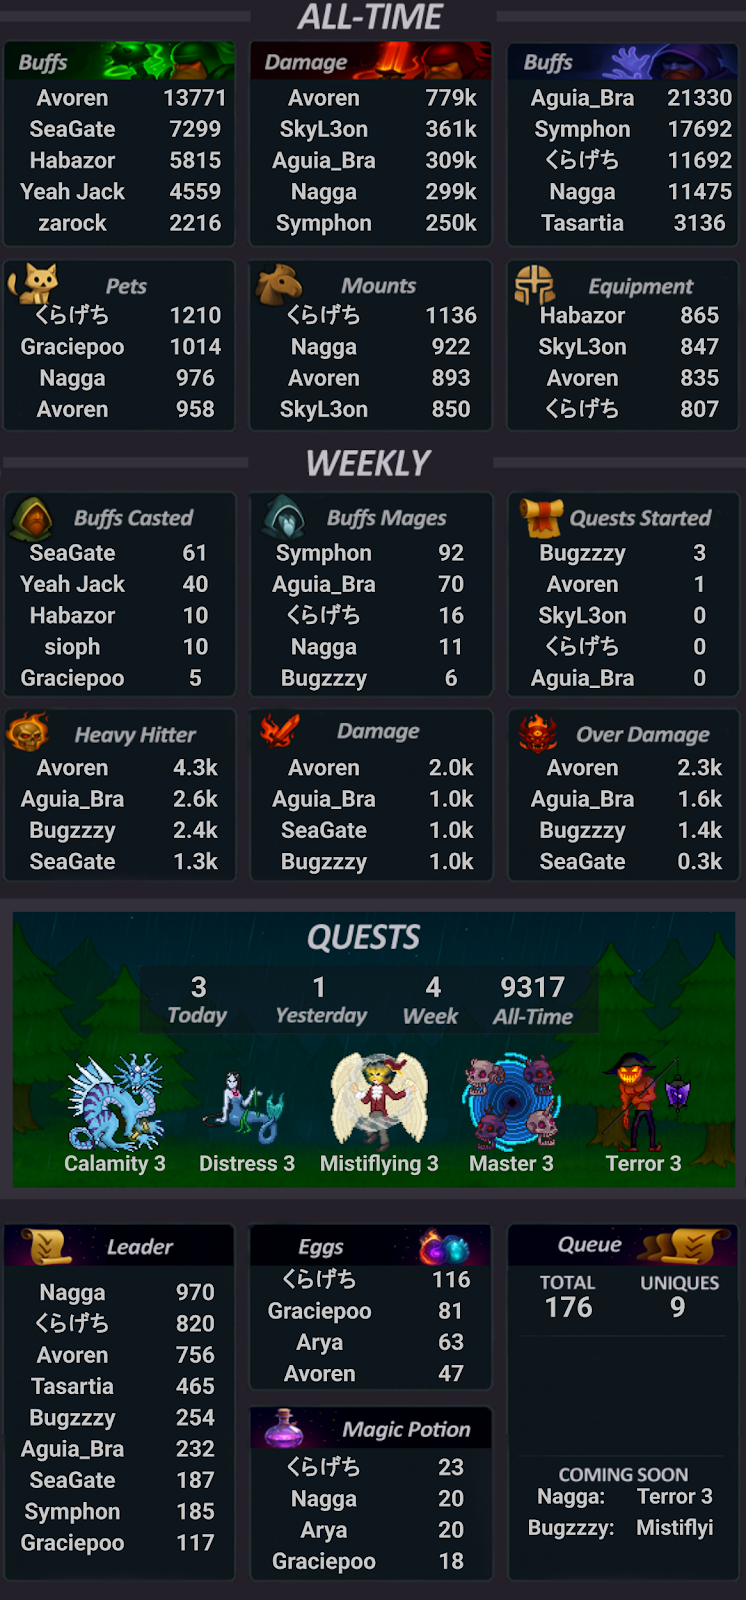 ALL-TIME
Buffs
Avoren 13771
SeaGate 7299
Habazor 5815
Yeah Jack 4559
zarock 2216
Damage
Avoren 779k
SkyL3on 361k
Aguia_Bra 309k
Nagga 299k
Symphon 250k
Buffs
Aguia_Bra 21330
Symphon 17692
くらげち 11692
Nagga 11475
Tasartia 3136
Pets
くらげち 1210
Graciepoo 1014
Nagga 976
Avoren 958
Mounts
くらげち 1136
Nagga 922
Avoren 893
SkyL3on 850
Equipment
Habazor 865
SkyL3on 847
Avoren 835
くらげち 807
WEEKLY
Buffs Casted
SeaGate 61
Yeah Jack 40
Habazor 10
sioph 10
Graciepoo 5
Buffs Mages
Symphon 92
Aguia_Bra 70
くらげち 16
Nagga 11
Bugzzzy 6
Quests Started
Bugzzzy 3
Avoren 1
SkyL3on 0
くらげち 0
Aguia_Bra 0
Heavy Hitter
Avoren 4.3k
Aguia_Bra 2.6k
Bugzzzy 2.4k
SeaGate 1.3k
Damage
Avoren 2.0k
Aguia_Bra 1.0k
SeaGate 1.0k
Bugzzzy 1.0k
Over Damage
Avoren 2.3k
Aguia_Bra 1.6k
Bugzzzy 1.4k
SeaGate 0.3k
QUESTS
3 1 4 9317
Today Yesterday Week All-Time
Calamity 3 Distress 3 Mistiflying 3 Master 3 Terror 3
Leader
Nagga 970
くらげち 820
Avoren 756
Tasartia 465
Bugzzzy 254
Aguia_Bra 232
SeaGate 187
Symphon 185
Graciepoo 117
Eggs
くらげち 116
Graciepoo 81
Arya 63
Avoren 47
Magic Potion
くらげち 23
Nagga 20
Arya 20
Graciepoo 18
Queue
TOTAL UNIQUES
176 9
COMING SOON
Nagga: Terror 3
Bugzzzy: Mistiflyi